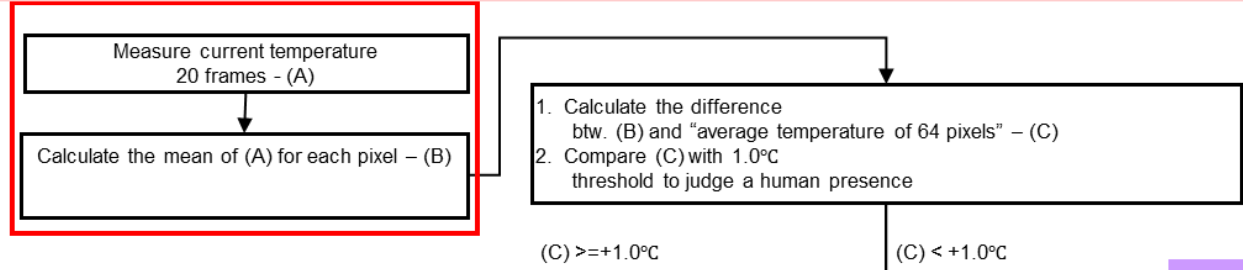 Measure current temperature
20 frames - (A)
Calculate the mean of (A) for each pixel – (B)
1. Calculate the difference
btw. (B) and “average temperature of 64 pixels” – (C)
2. Compare (C) with 1.0℃
threshold to judge a human presence
(C) >=+1.0℃
(C) < +1.0℃